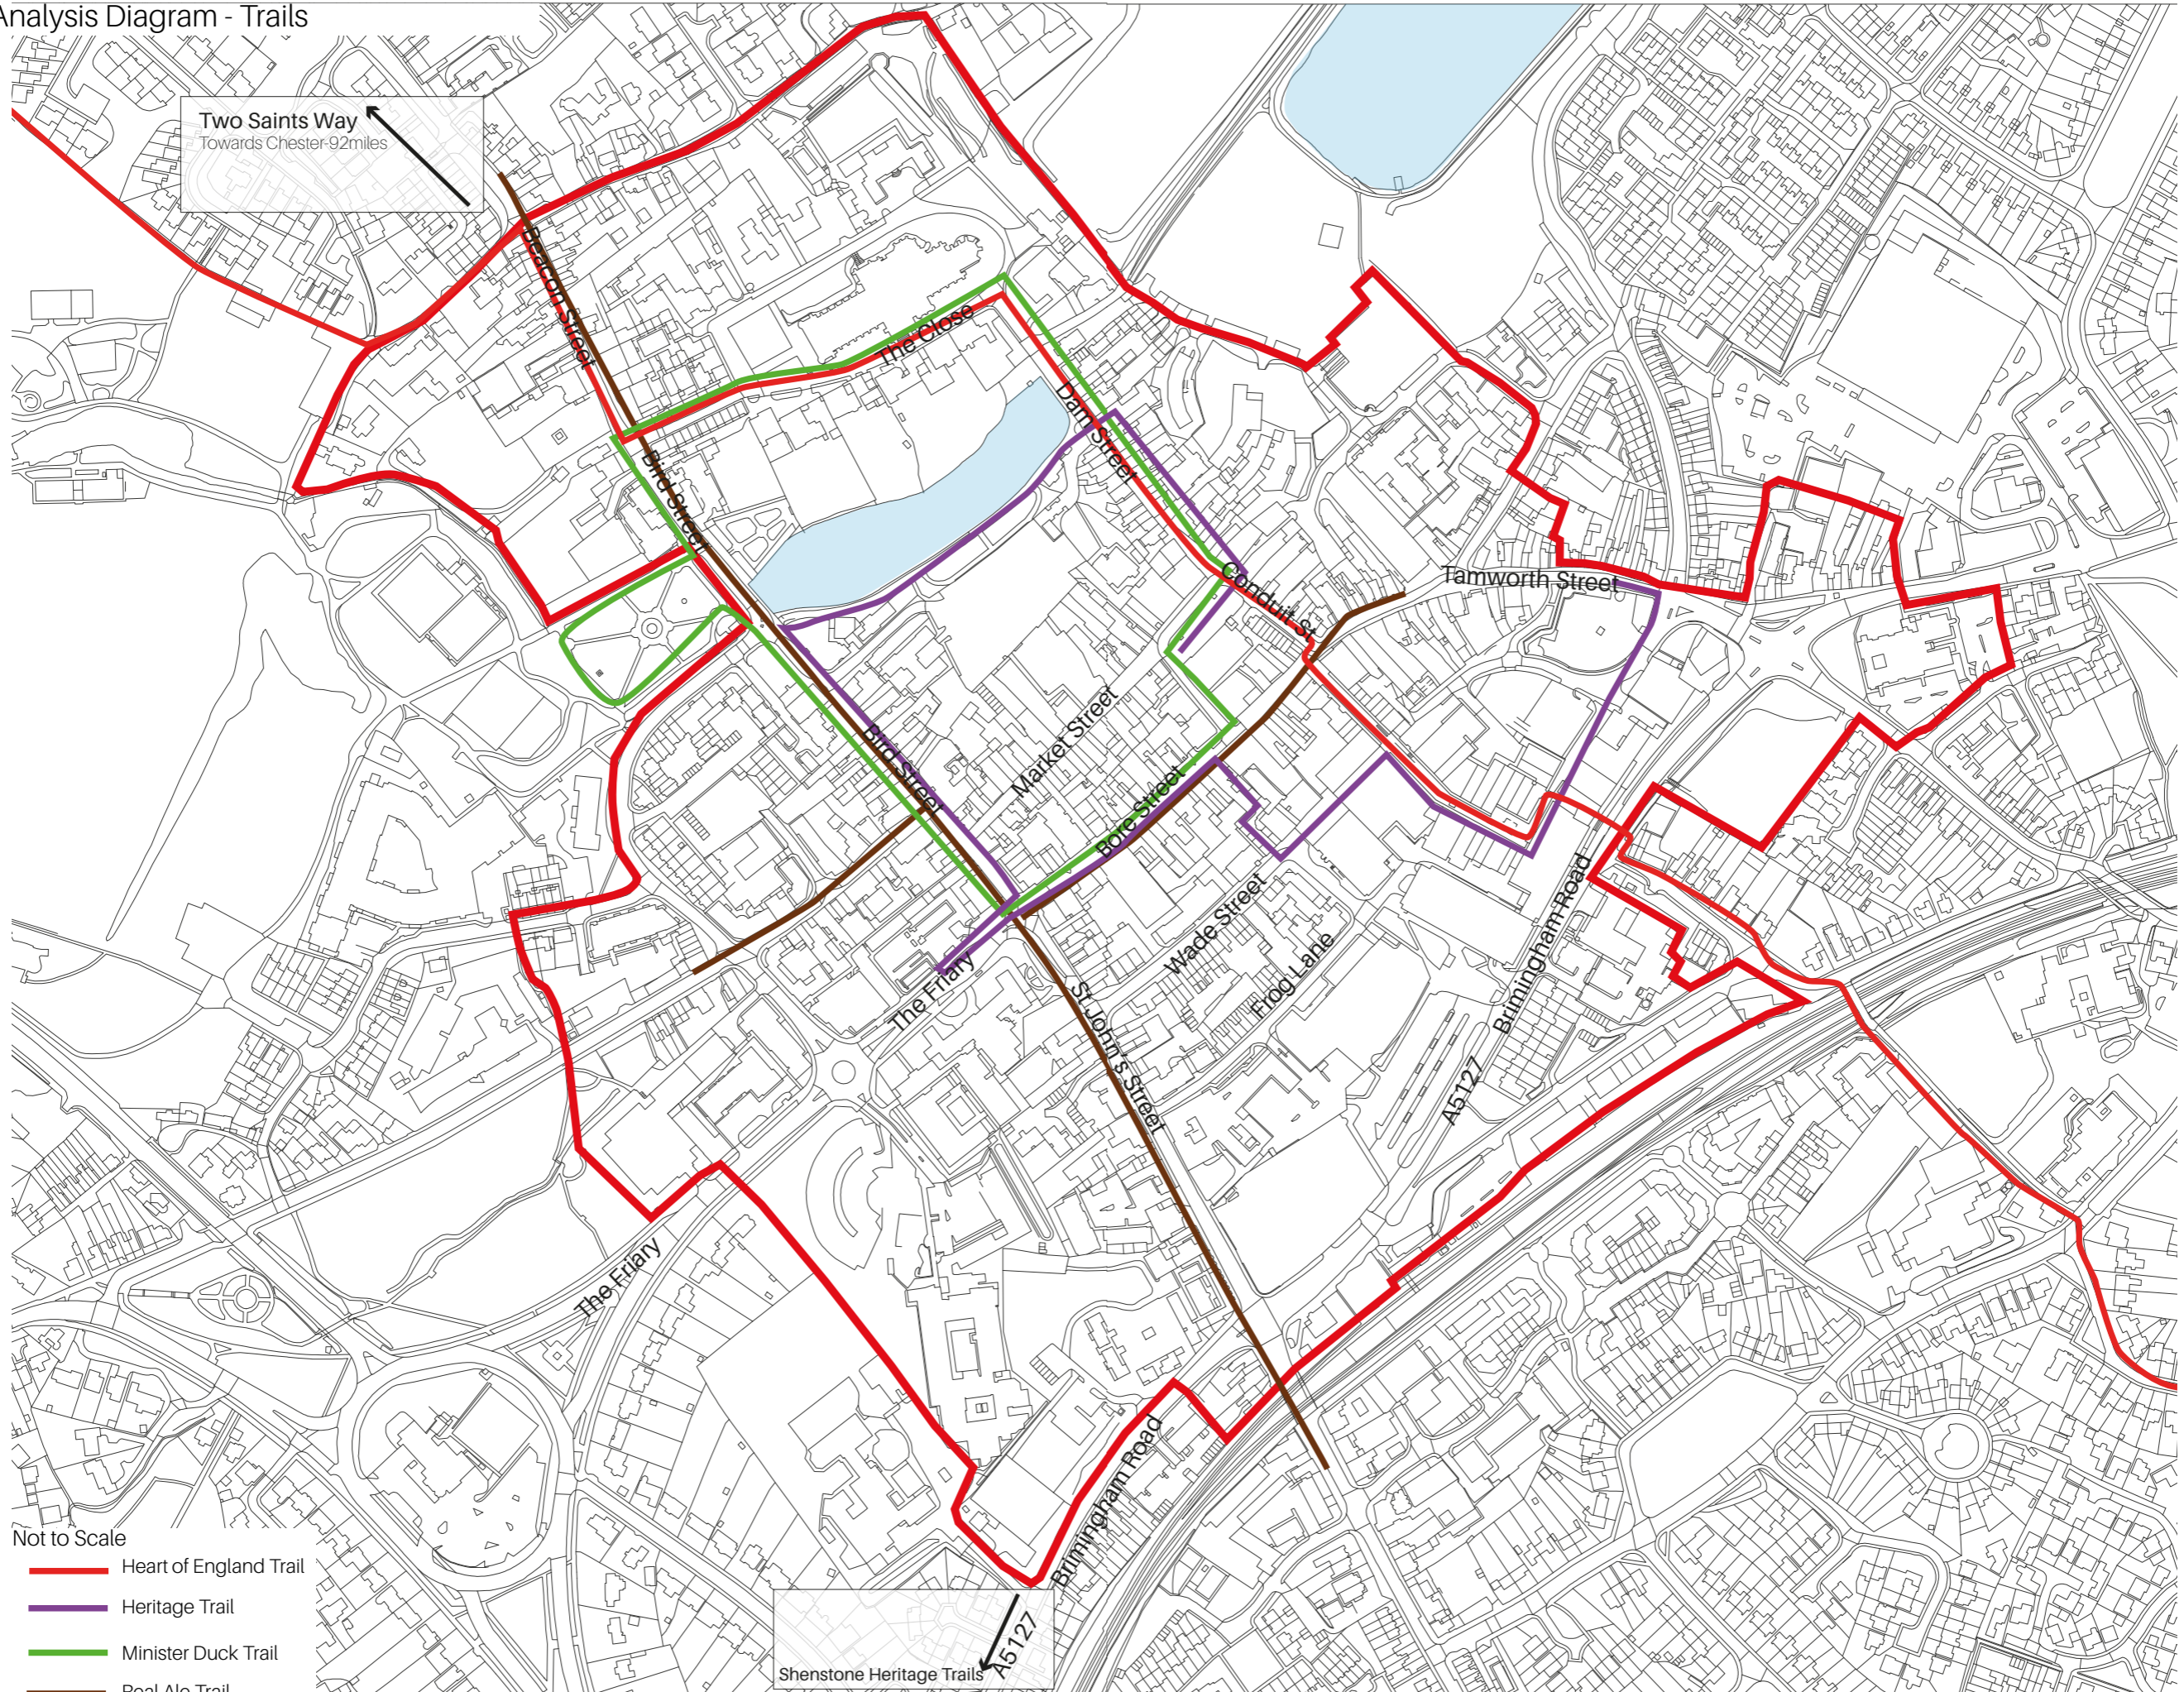 Analysis Diagram - Trails
Two Saints Way
Towards Chester-92miles
Beacon Street
The Close
Dam Street
Bird street
Conduit St
Tamworth Street
Market Street
Bird Street
Bore Street
Wade Street
Frog Lane
The Friary
St John's Street
Brimingham Road
A5127
The Friary
Brimingham Road
A5127
Shenstone Heritage Trails
Not to Scale
Heart of England Trail
Heritage Trail
Minister Duck Trail
Real Ale Trail